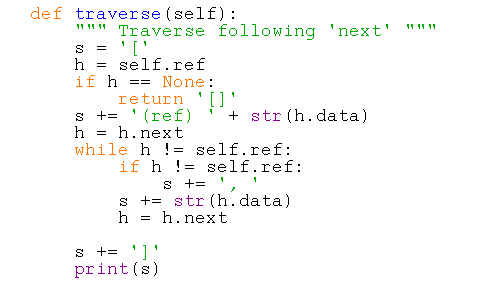 def traverse(self):
    """ Traverse following 'next' """
    s = '['
    h = self.ref
    if h == None:
        return '[]'
    s += '(ref) ' + str(h.data)
    h = h.next
    while h != self.ref:
        if h != self.ref:
            s += ', '
        s += str(h.data)
        h = h.next

    s += ']'
    print(s)